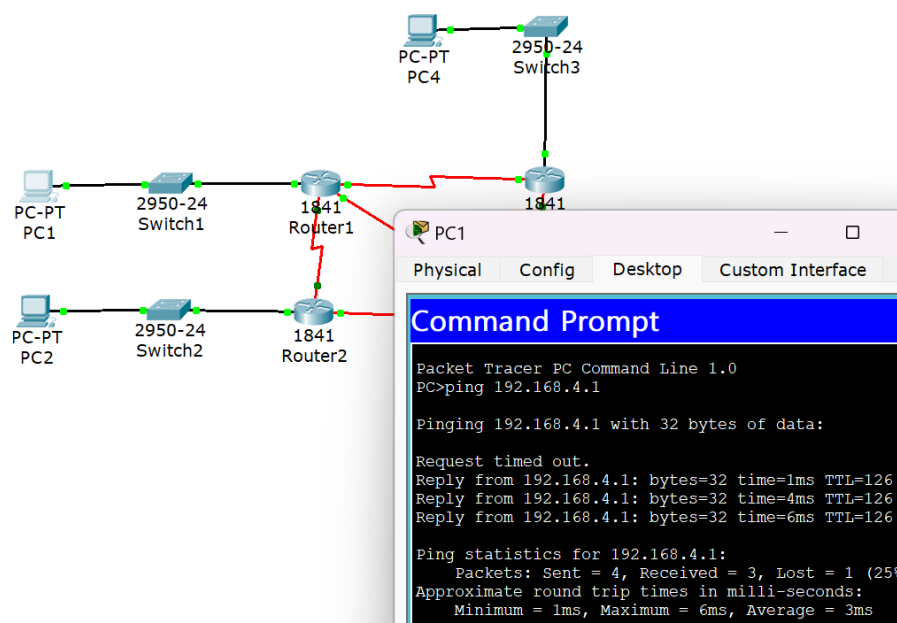 PC-PT
PC4
2950-24
Switch3
PC-PT
PC1
2950-24
Switch1
1841
Router1
1841
PC-PT
PC2
2950-24
Switch2
1841
Router2
PC1
Physical
Config
Desktop
Custom Interface
Command Prompt
Packet Tracer PC Command Line 1.0
PC>ping 192.168.4.1
Pinging 192.168.4.1 with 32 bytes of data:
Request timed out.
Reply from 192.168.4.1: bytes=32 time=1ms TTL=126
Reply from 192.168.4.1: bytes=32 time=4ms TTL=126
Reply from 192.168.4.1: bytes=32 time=6ms TTL=126
Ping statistics for 192.168.4.1:
Packets: Sent = 4, Received = 3, Lost = 1 (25%
Approximate round trip times in milli-seconds:
Minimum = 1ms, Maximum = 6ms, Average = 3ms